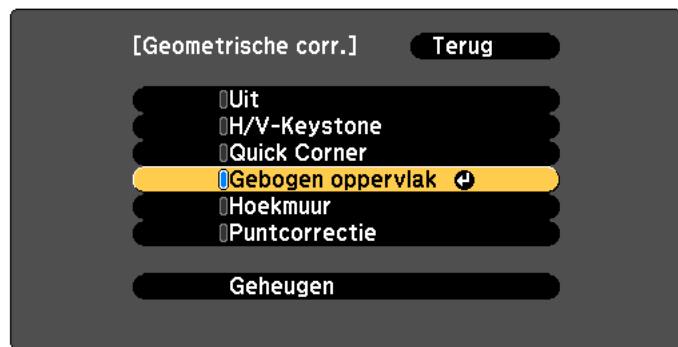 [Geometrische corr.] Terug
Uit
H/V-Keystone
Quick Corner
Gebogen oppervlak
Hoekmuur
Puntcorrectie
Geheugen